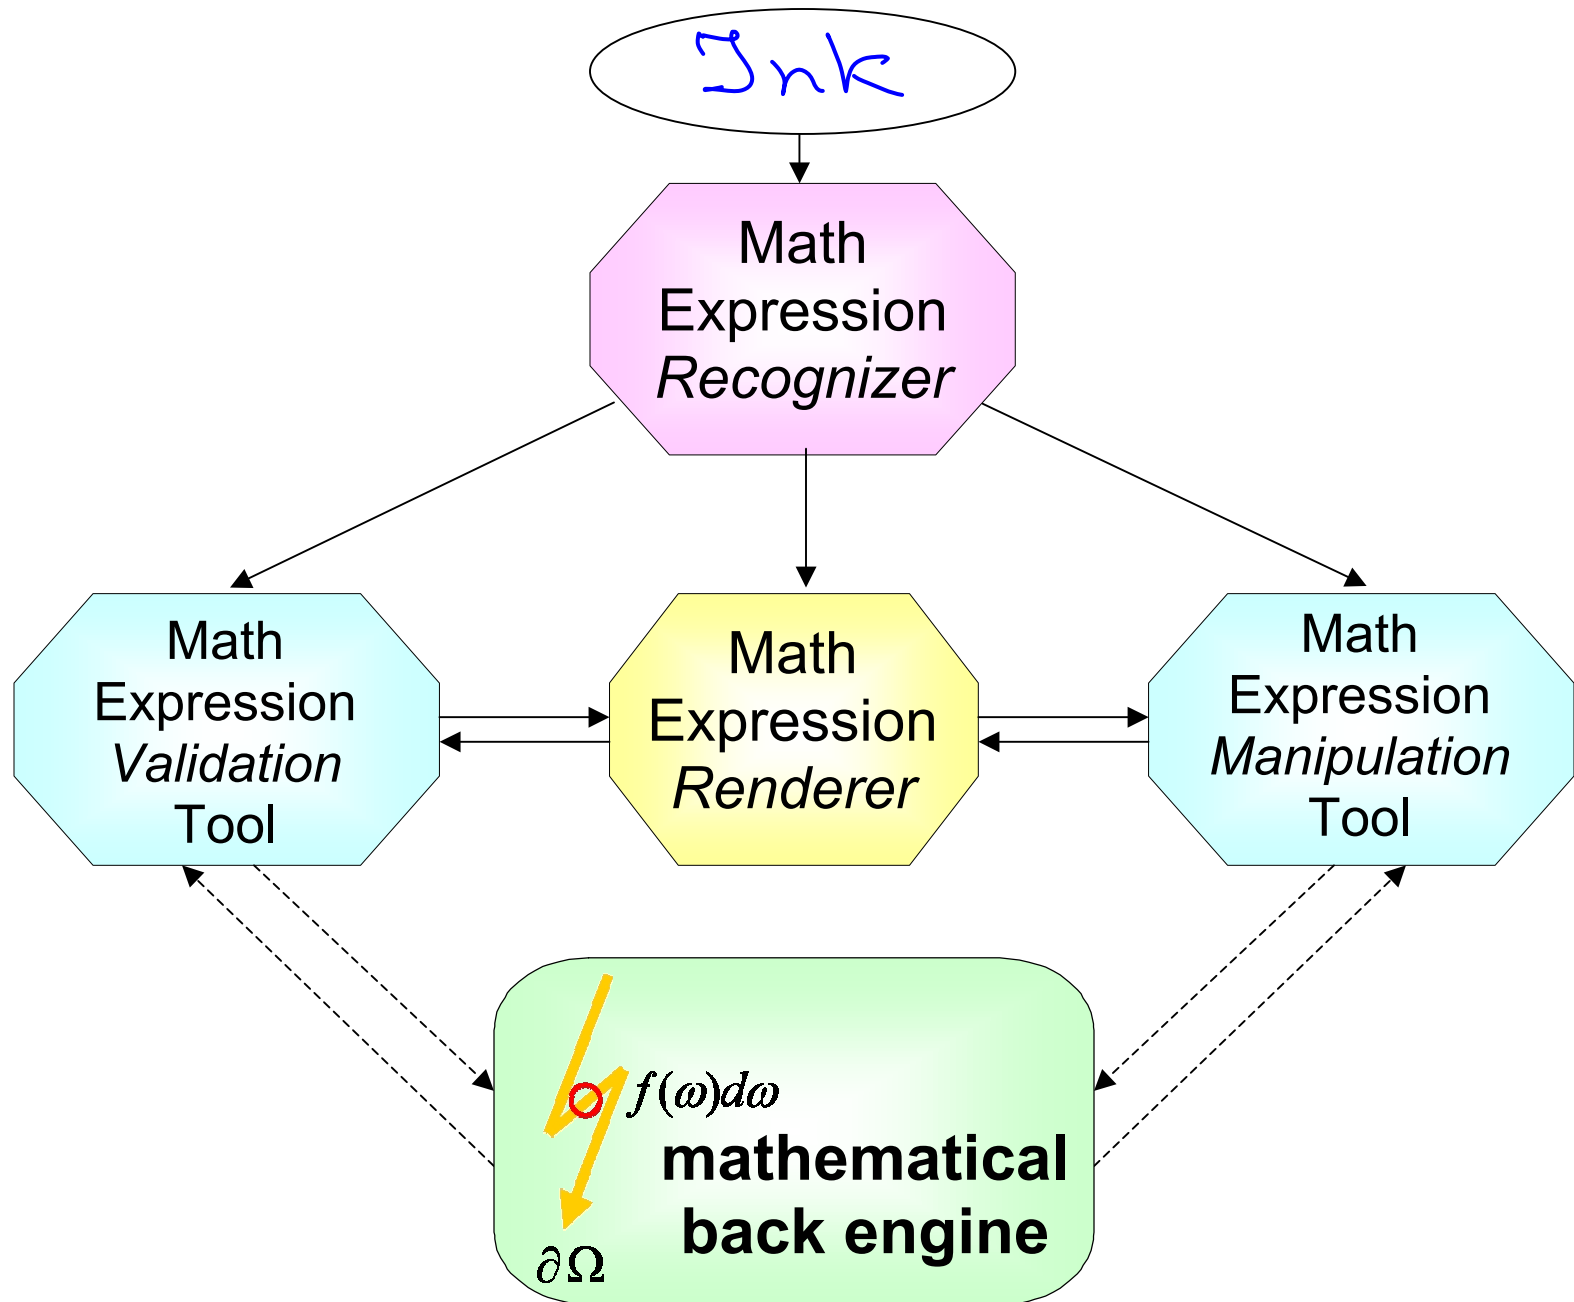 Ink
Math
Expression
Recognizer
Math
Expression
Validation
Tool
Math
Expression
Renderer
Math
Expression
Manipulation
Tool
f(ω)dω
∂Ω
mathematical
back engine